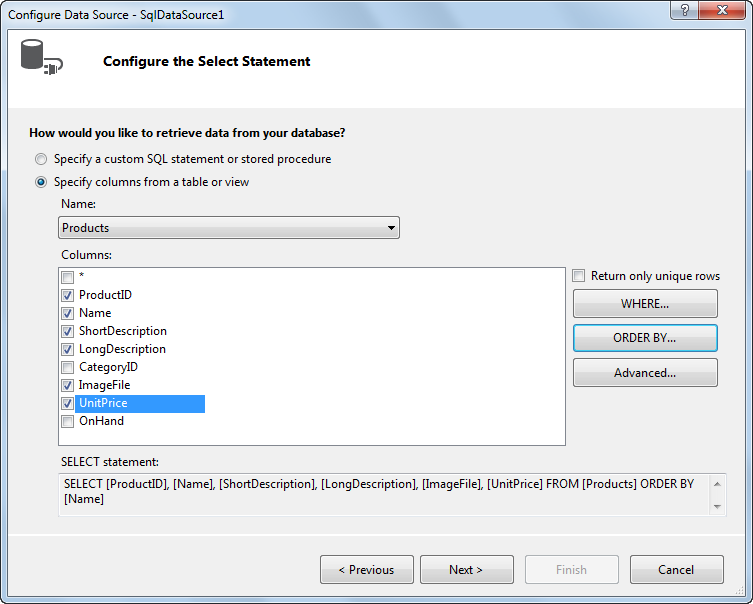 Configure Data Source - SqlDataSource1
?
Configure the Select Statement
How would you like to retrieve data from your database?
Specify a custom SQL statement or stored procedure
Specify columns from a table or view
Name:
Products
Columns:
*
ProductID
Name
ShortDescription
LongDescription
CategoryID
ImageFile
UnitPrice
OnHand
Return only unique rows
WHERE...
ORDER BY...
Advanced...
SELECT statement:
SELECT [ProductID], [Name], [ShortDescription], [LongDescription], [ImageFile], [UnitPrice] FROM [Products] ORDER BY
[Name]
< Previous
Next >
Finish
Cancel